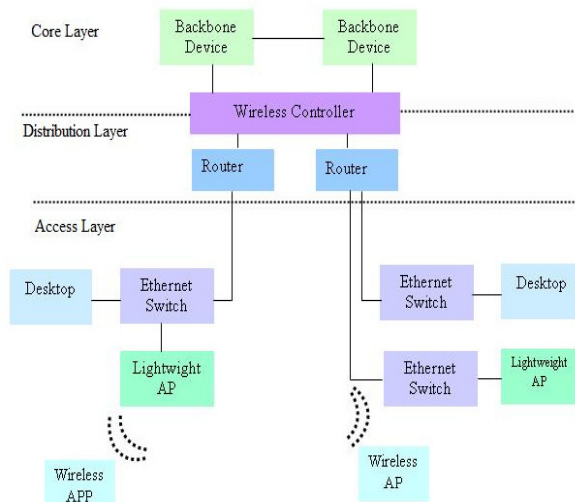 Core Layer
Backbone
Device
Backbone
Device
Wireless Controller
Distribution Layer
Router
Router
Access Layer
Desktop
Ethernet
Switch
Ethernet
Switch
Desktop
Lightwight
AP
Ethernet
Switch
Lightweight
AP
Wireless
APP
Wireless
AP